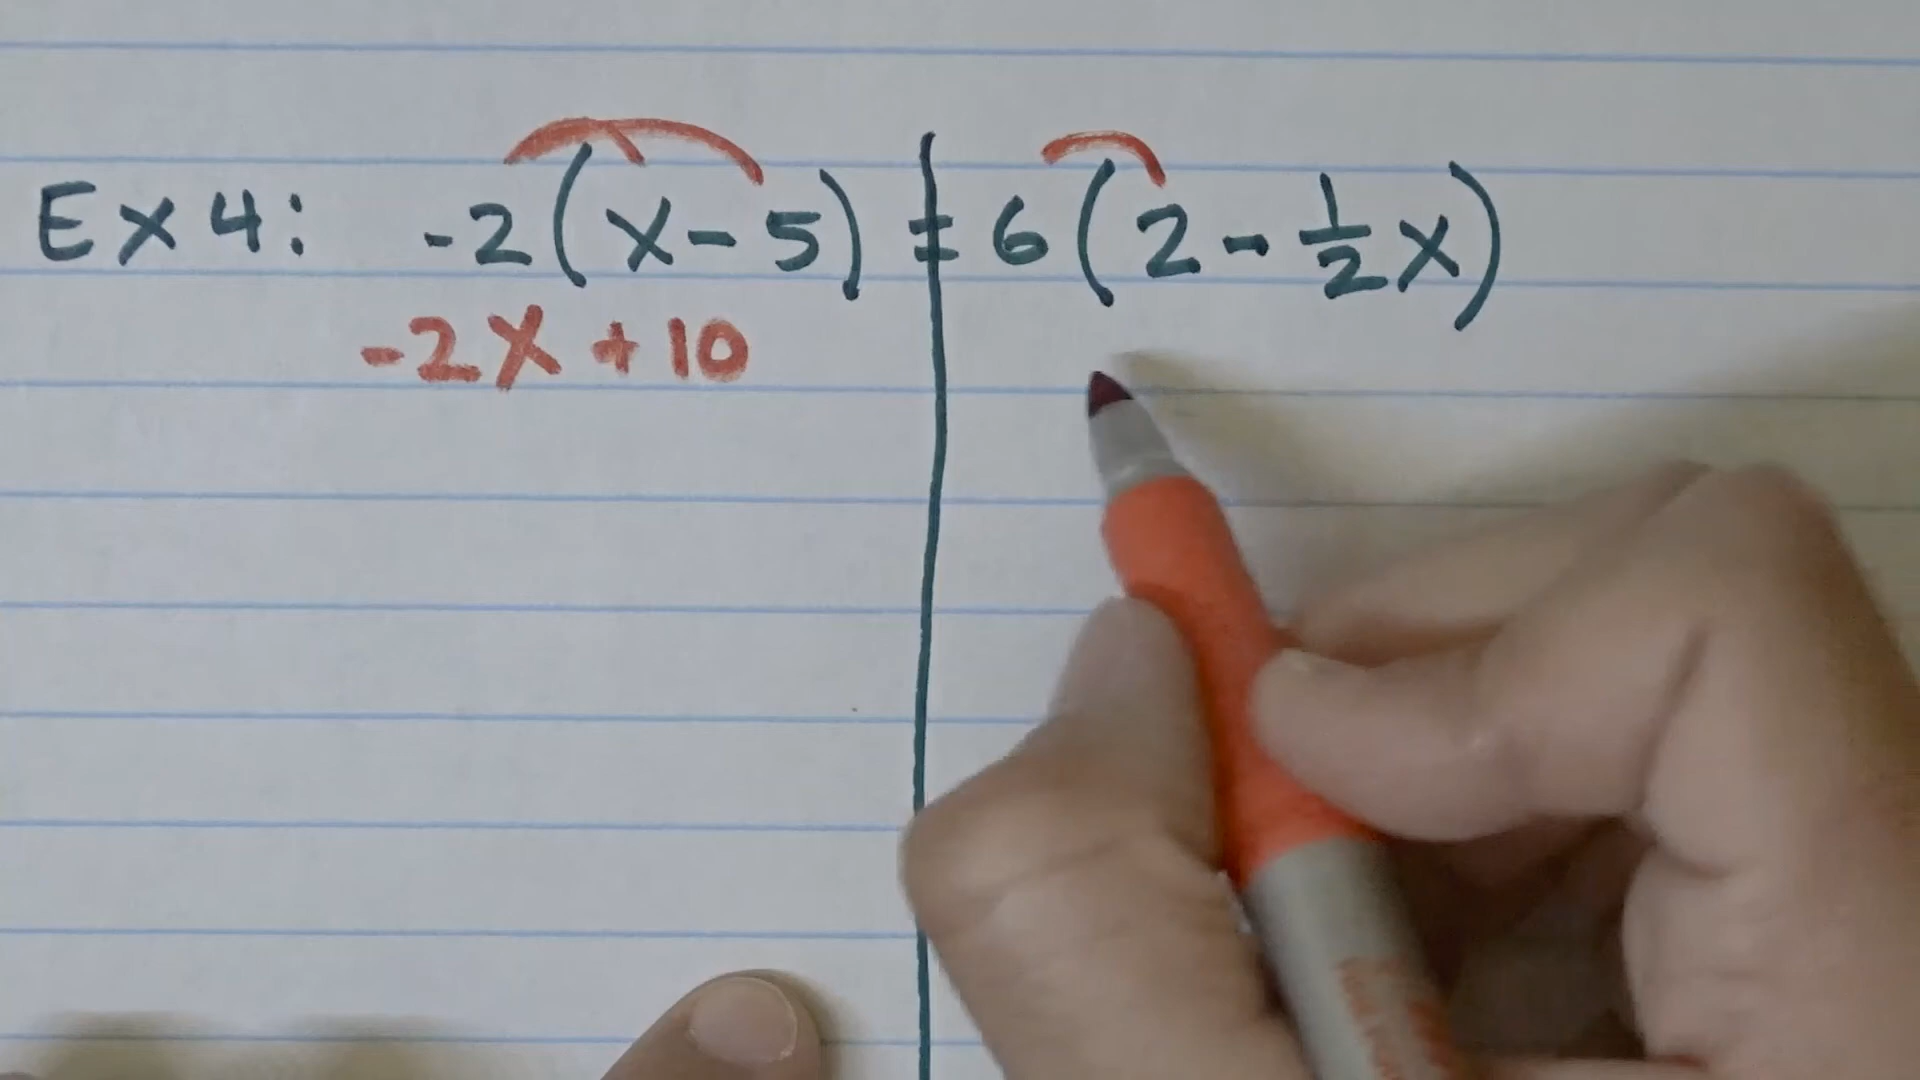 Ex 4: -2(x-5) = 6(2-½x)
-2x + 10